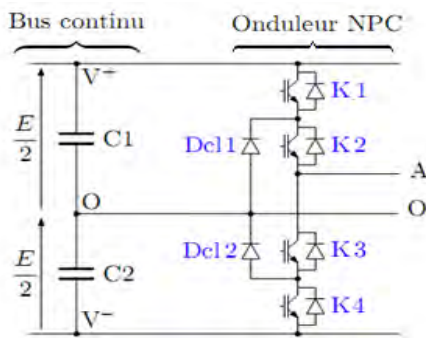 Bus continu Onduleur NPC
V+
K1
E/2
C1
Dcl1 K2
A
O O
Dcl2 K3
E/2
C2
K4
V−